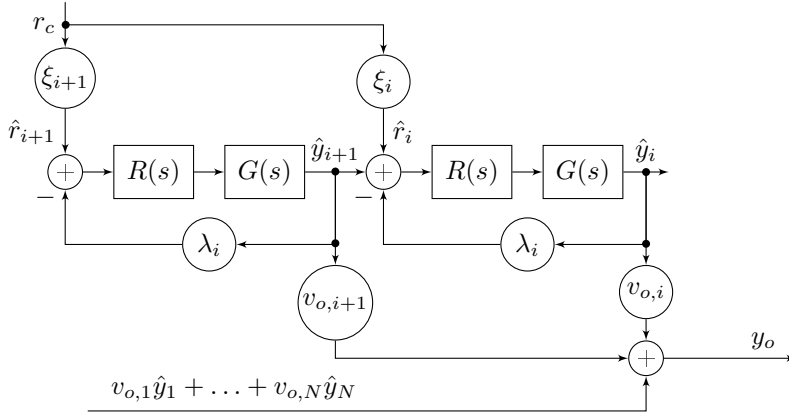 r_c
ξ_{i+1} ξ_i
r̂_{i+1} r̂_i
+ R(s) G(s) ŷ_{i+1} + R(s) G(s) ŷ_i
− −
λ_i λ_i
v_{o,i+1} v_{o,i}
+ y_o
v_{o,1}ŷ_1 + … + v_{o,N}ŷ_N